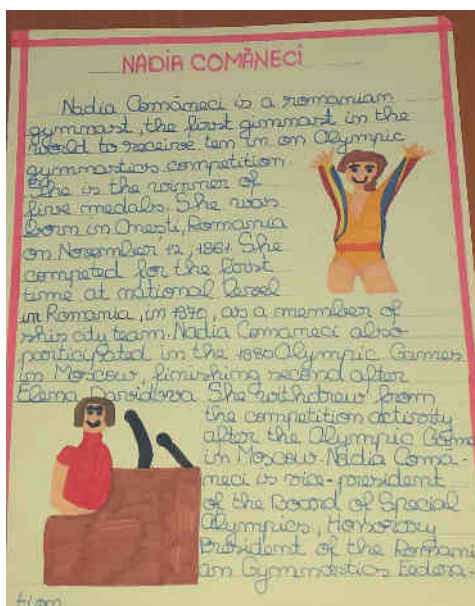 NADIA COMĂNECI
Nadia Comăneci is a romanian
gymnast, the first gimnast in the
world to receive ten in on Olympic
gymnastics competition
She is the winner of
five medals, She was
born in Onești, Romania
on November 12, 1961. She
competed for the first
time at national level
in Romania, in 1970, as a member of
this city team. Nadia Comaneci also
participated in the 1980 Olympic Games
in Moscow, finishing second after
Elena Davidova She withdrew from
the competition activity
after the Olympic Game
in Moscow. Nadia Coma-
neci is vice-president
of the Board of Special
Olympics, Honorary
President of the Romani
an Gymnastics Federa-
tion